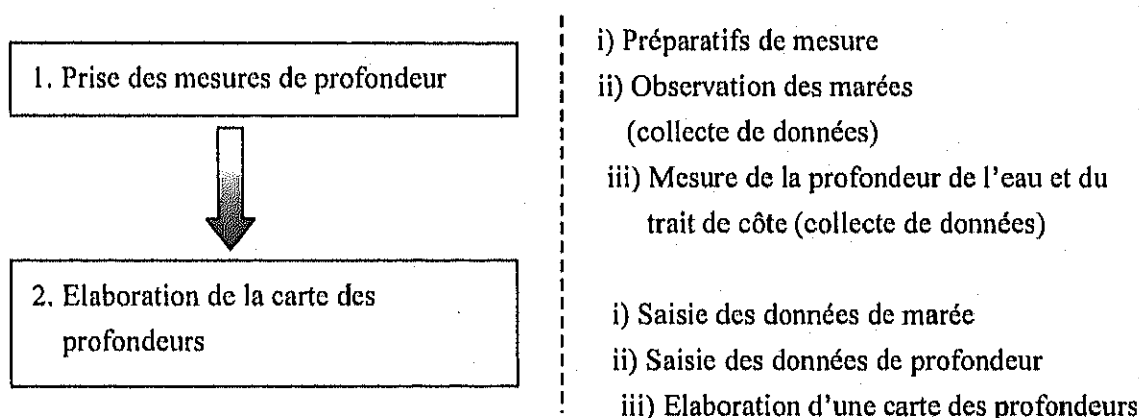 1. Prise des mesures de profondeur
i) Préparatifs de mesure
ii) Observation des marées
(collecte de données)
iii) Mesure de la profondeur de l'eau et du
trait de côte (collecte de données)
2. Elaboration de la carte des
profondeurs
i) Saisie des données de marée
ii) Saisie des données de profondeur
iii) Elaboration d'une carte des profondeurs